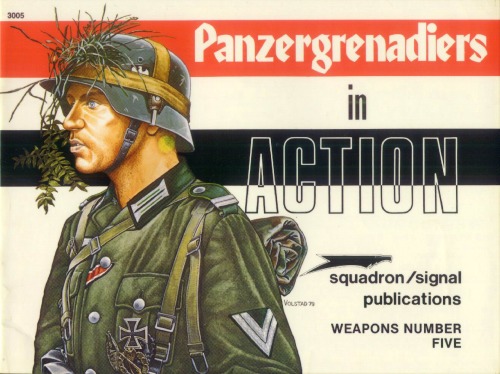 3005
Panzergrenadiers
in
ACTION
VOLSTAD '79
squadron/signal
publications
WEAPONS NUMBER
FIVE